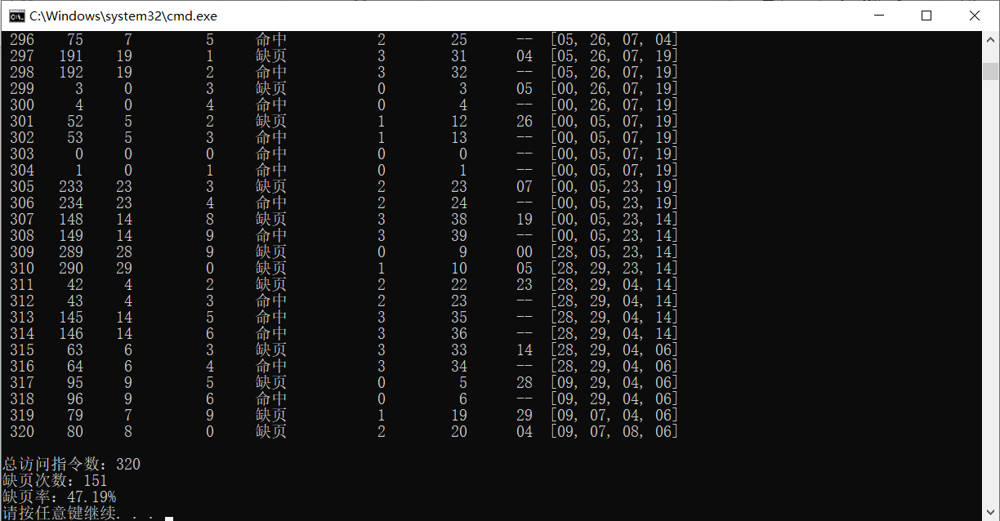 C:\Windows\system32\cmd.exe
296 75 7 5 命中 2 25 -- [05, 26, 07, 04]
297 191 19 1 缺页 3 31 04 [05, 26, 07, 19]
298 192 19 2 命中 3 32 -- [05, 26, 07, 19]
299 3 0 3 缺页 0 3 05 [00, 26, 07, 19]
300 4 0 4 命中 0 4 -- [00, 26, 07, 19]
301 52 5 2 缺页 1 12 26 [00, 05, 07, 19]
302 53 5 3 命中 1 13 -- [00, 05, 07, 19]
303 0 0 0 命中 0 0 -- [00, 05, 07, 19]
304 1 0 1 命中 0 1 -- [00, 05, 07, 19]
305 233 23 3 缺页 2 23 07 [00, 05, 23, 19]
306 234 23 4 命中 2 24 -- [00, 05, 23, 19]
307 148 14 8 缺页 3 38 19 [00, 05, 23, 14]
308 149 14 9 命中 3 39 -- [00, 05, 23, 14]
309 289 28 9 缺页 0 9 00 [28, 05, 23, 14]
310 290 29 0 缺页 1 10 05 [28, 29, 23, 14]
311 42 4 2 缺页 2 22 23 [28, 29, 04, 14]
312 43 4 3 命中 2 23 -- [28, 29, 04, 14]
313 145 14 5 命中 3 35 -- [28, 29, 04, 14]
314 146 14 6 命中 3 36 -- [28, 29, 04, 14]
315 63 6 3 缺页 3 33 14 [28, 29, 04, 06]
316 64 6 4 命中 3 34 -- [28, 29, 04, 06]
317 95 9 5 缺页 0 5 28 [09, 29, 04, 06]
318 96 9 6 命中 0 6 -- [09, 29, 04, 06]
319 79 7 9 缺页 1 19 29 [09, 07, 04, 06]
320 80 8 0 缺页 2 20 04 [09, 07, 08, 06]
总访问指令数：320
缺页次数：151
缺页率：47.19%
请按任意键继续. . .